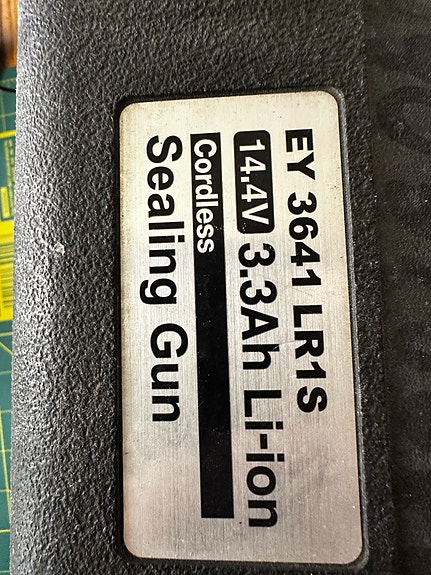 EY 3641 LR1S
14.4V 3.3Ah Li-ion
Cordless
Sealing Gun